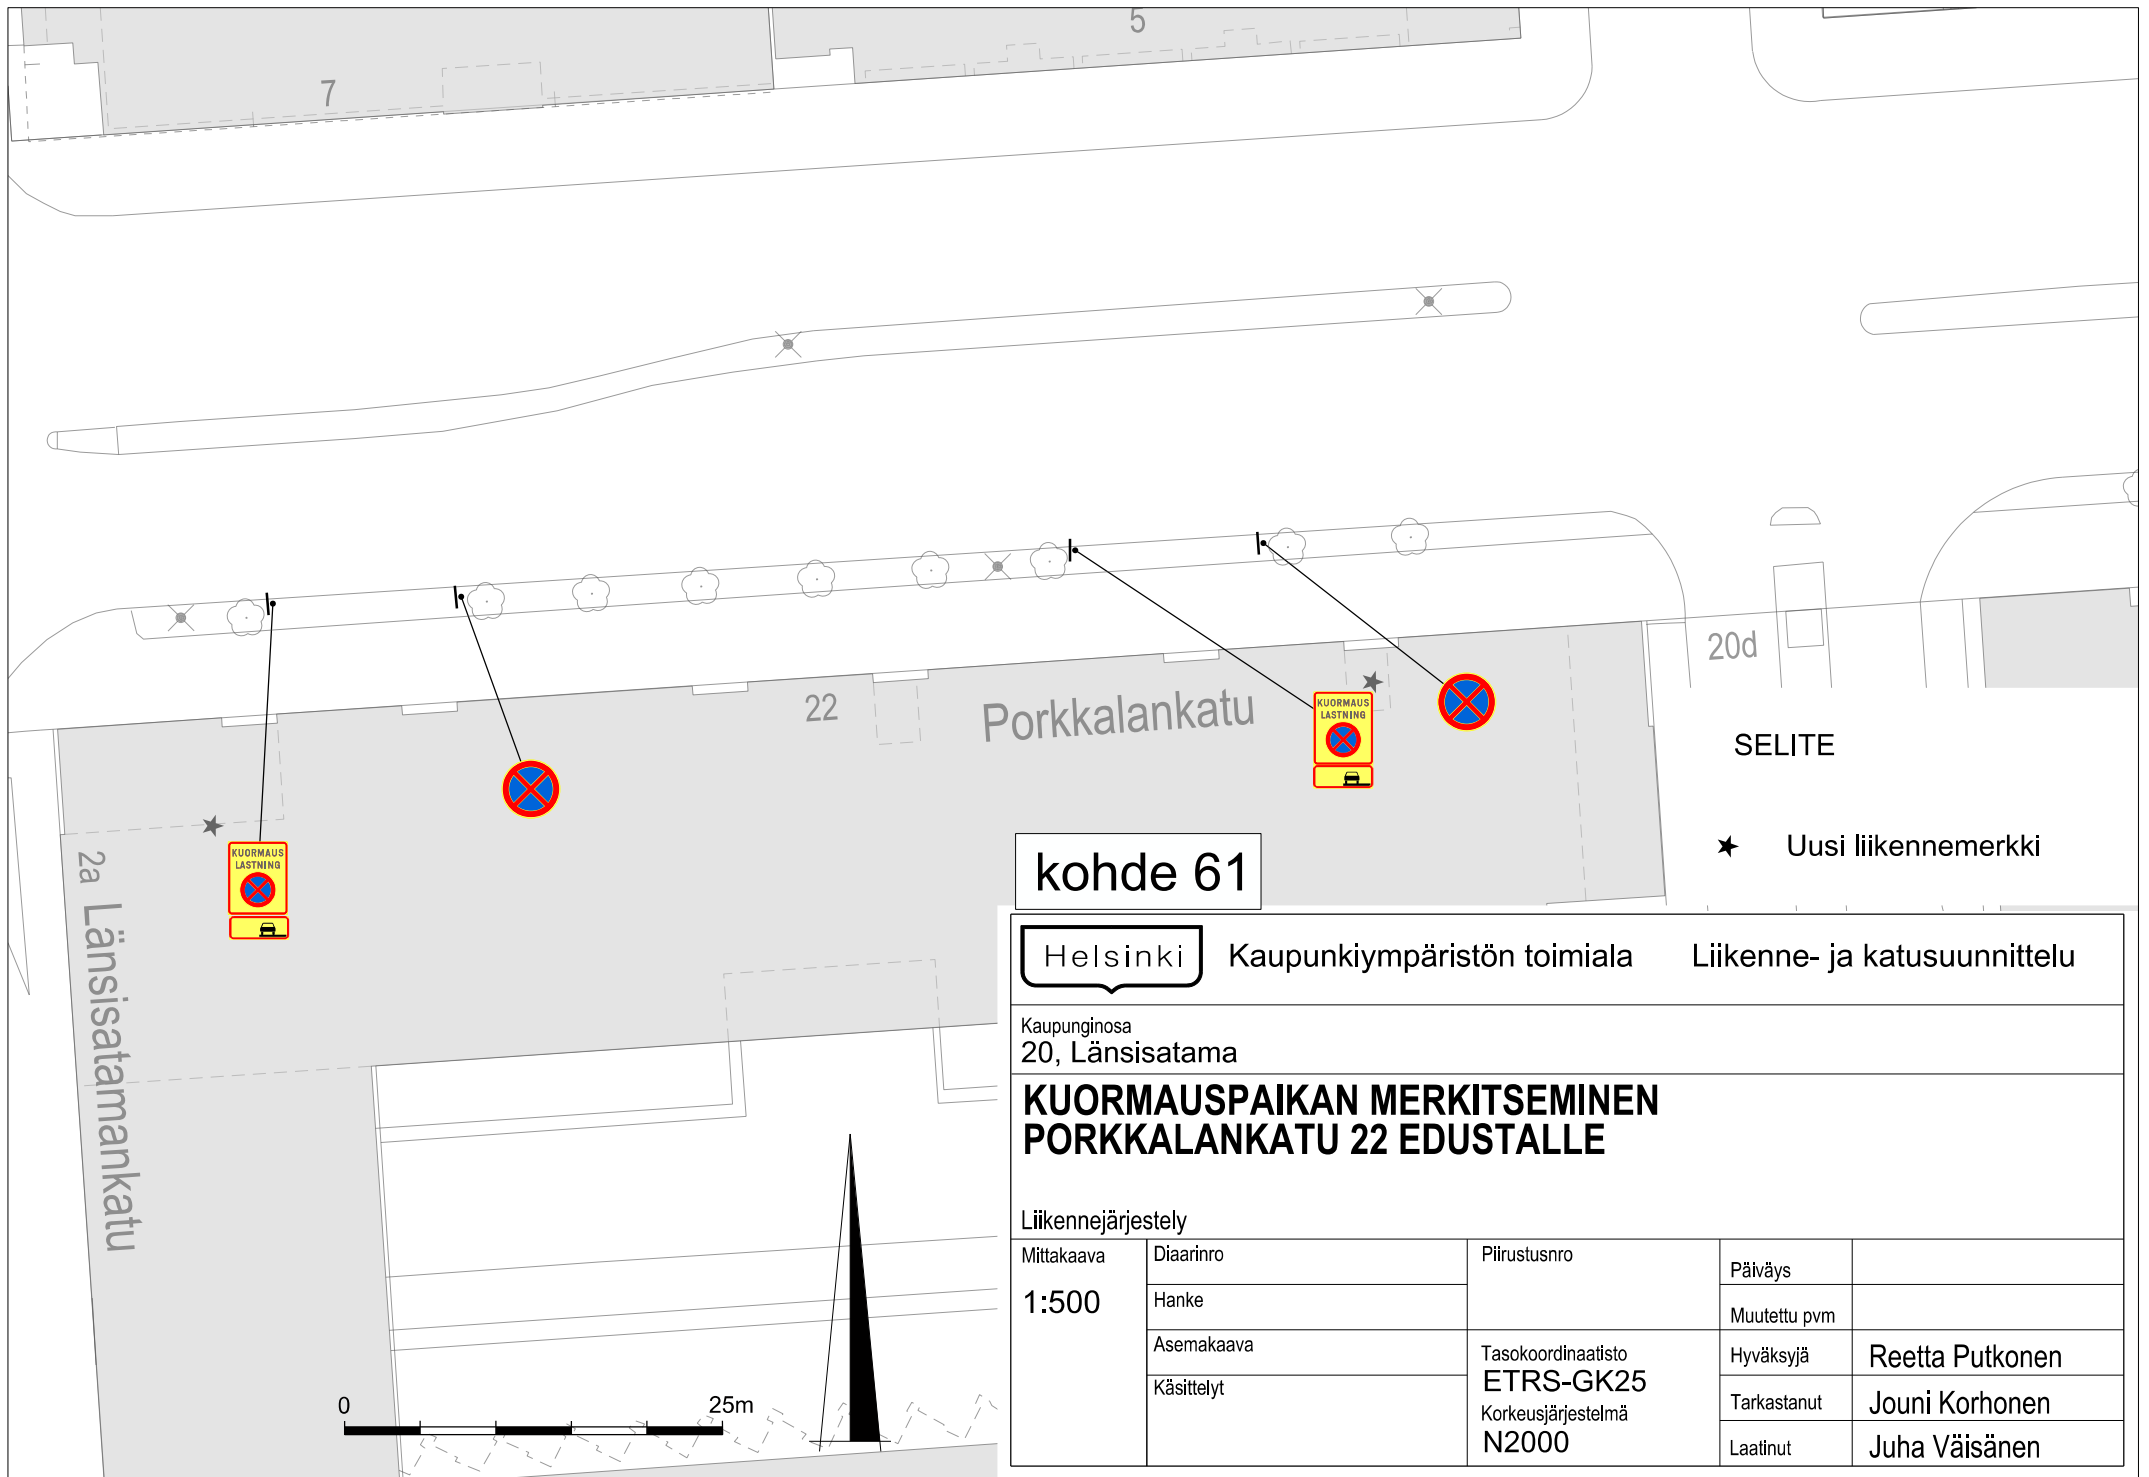 5
7
20d
22
Porkkalankatu
KUORMAUS
LASTNING
SELITE
Uusi liikennemerkki
KUORMAUS
LASTNING
2a
Länsisatamankatu
kohde 61
Helsinki
Kaupunkiympäristön toimiala
Liikenne- ja katusuunnittelu
Kaupunginosa
20, Länsisatama
KUORMAUSPAIKAN MERKITSEMINEN
PORKKALANKATU 22 EDUSTALLE
Liikennejärjestely
Mittakaava
1:500
Diaarinro
Hanke
Asemakaava
Käsittelyt
Piirustusnro
Tasokoordinaatisto
ETRS-GK25
Korkeusjärjestelmä
N2000
Päiväys
Muutettu pvm
Hyväksyjä
Reetta Putkonen
Tarkastanut
Jouni Korhonen
Laatinut
Juha Väisänen
0
25m